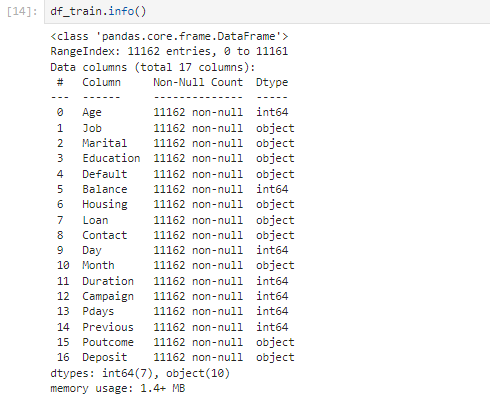 [14]: df_train.info()
<class 'pandas.core.frame.DataFrame'>
RangeIndex: 11162 entries, 0 to 11161
Data columns (total 17 columns):
 #   Column     Non-Null Count  Dtype
---  ------     --------------  -----
 0   Age        11162 non-null  int64
 1   Job        11162 non-null  object
 2   Marital    11162 non-null  object
 3   Education  11162 non-null  object
 4   Default    11162 non-null  object
 5   Balance    11162 non-null  int64
 6   Housing    11162 non-null  object
 7   Loan       11162 non-null  object
 8   Contact    11162 non-null  object
 9   Day        11162 non-null  int64
 10  Month      11162 non-null  object
 11  Duration   11162 non-null  int64
 12  Campaign   11162 non-null  int64
 13  Pdays      11162 non-null  int64
 14  Previous   11162 non-null  int64
 15  Poutcome   11162 non-null  object
 16  Deposit    11162 non-null  object
dtypes: int64(7), object(10)
memory usage: 1.4+ MB